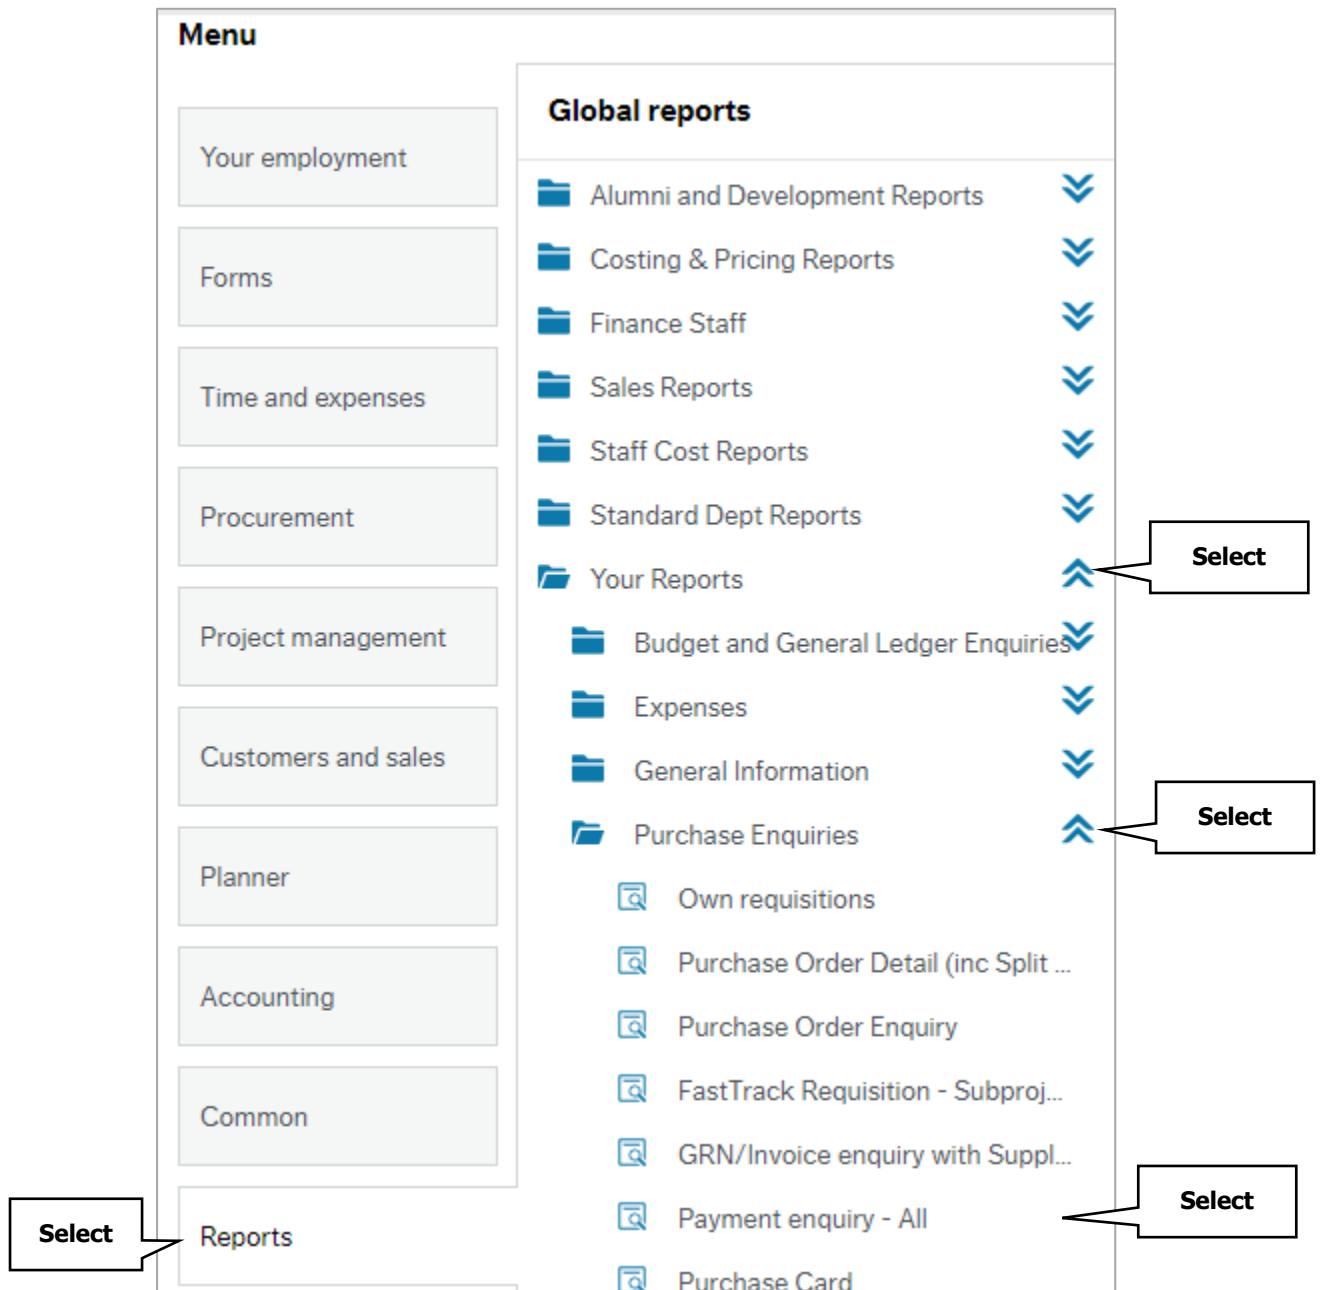 Menu
Your employment
Forms
Time and expenses
Procurement
Project management
Customers and sales
Planner
Accounting
Common
Reports
Select
Global reports
Alumni and Development Reports
Costing & Pricing Reports
Finance Staff
Sales Reports
Staff Cost Reports
Standard Dept Reports
Your Reports
Select
Budget and General Ledger Enquiries
Expenses
General Information
Purchase Enquiries
Select
Own requisitions
Purchase Order Detail (inc Split ...
Purchase Order Enquiry
FastTrack Requisition - Subproj...
GRN/Invoice enquiry with Suppl...
Payment enquiry - All
Select
Purchase Card